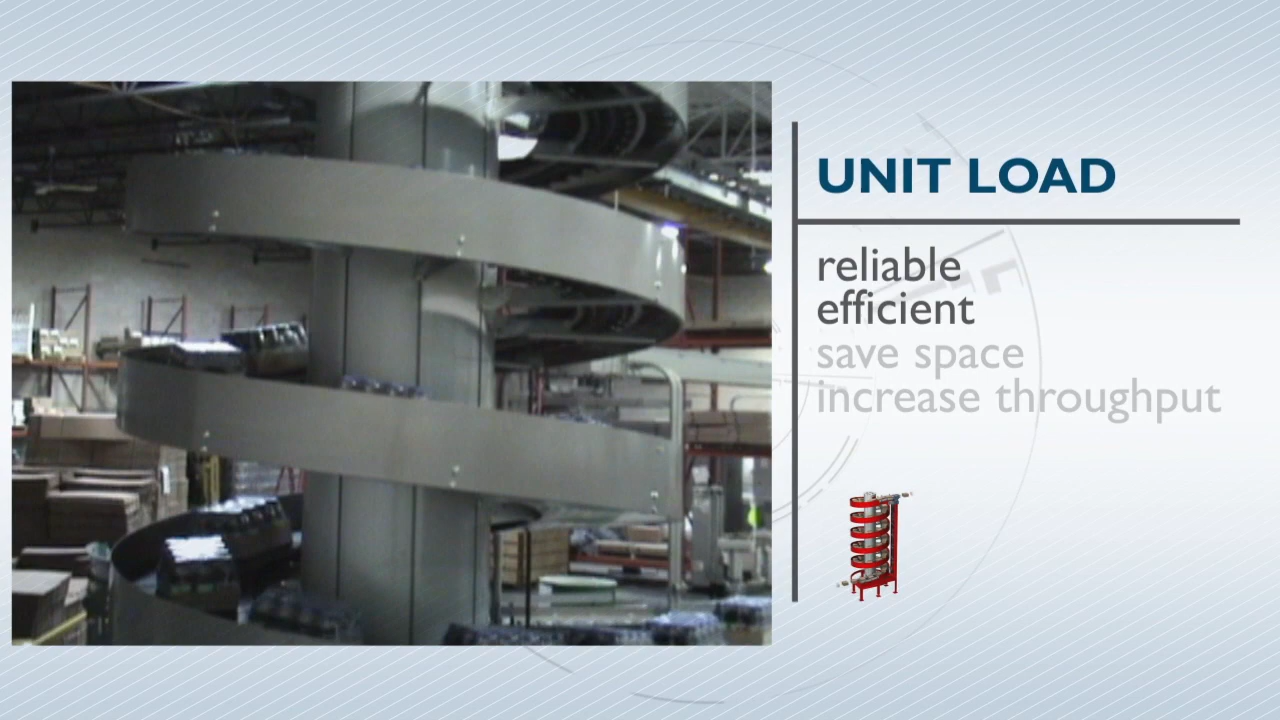 UNIT LOAD
reliable
efficient
save space
increase throughput